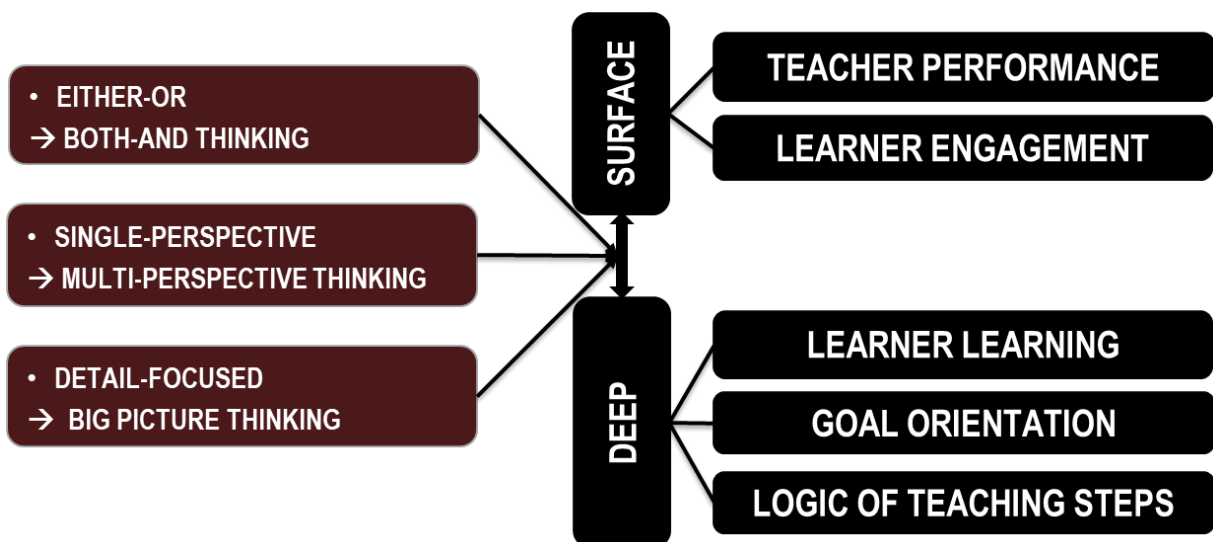 • EITHER-OR
→ BOTH-AND THINKING
• SINGLE-PERSPECTIVE
→ MULTI-PERSPECTIVE THINKING
• DETAIL-FOCUSED
→ BIG PICTURE THINKING
SURFACE
TEACHER PERFORMANCE
LEARNER ENGAGEMENT
DEEP
LEARNER LEARNING
GOAL ORIENTATION
LOGIC OF TEACHING STEPS